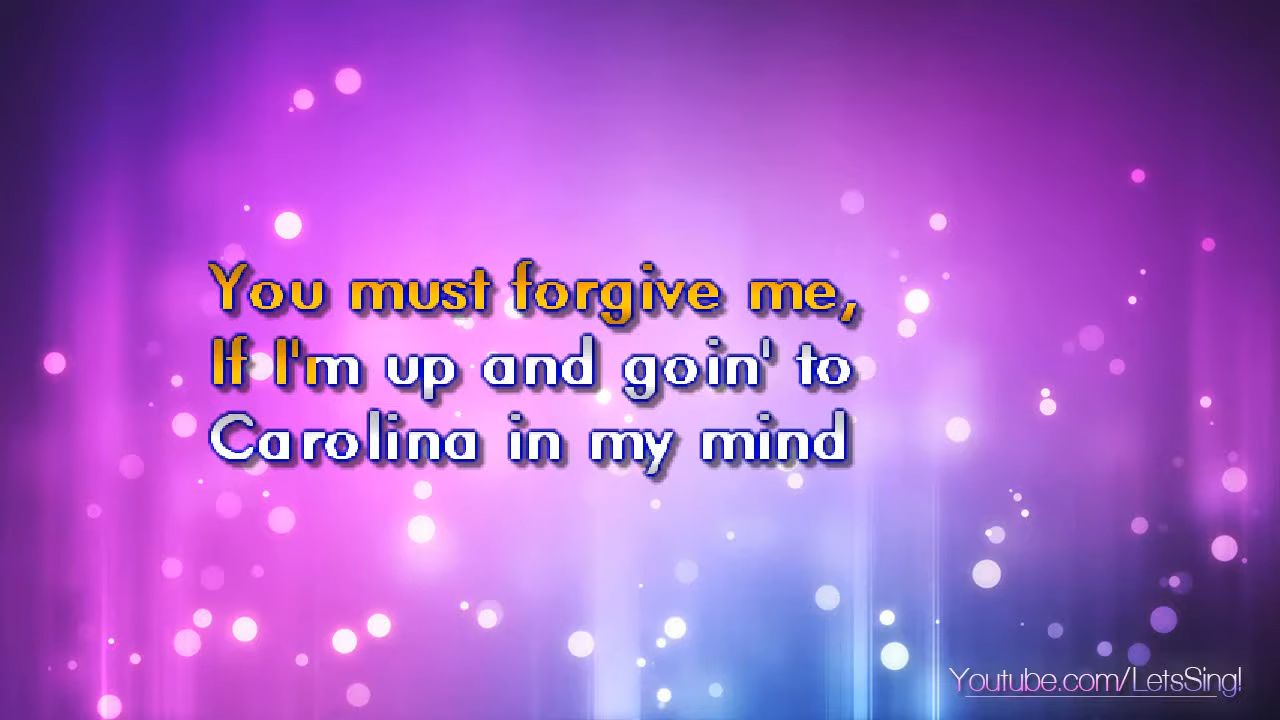 You must forgive me,
If I'm up and goin' to
Carolina in my mind
Youtube.com/LetsSing!